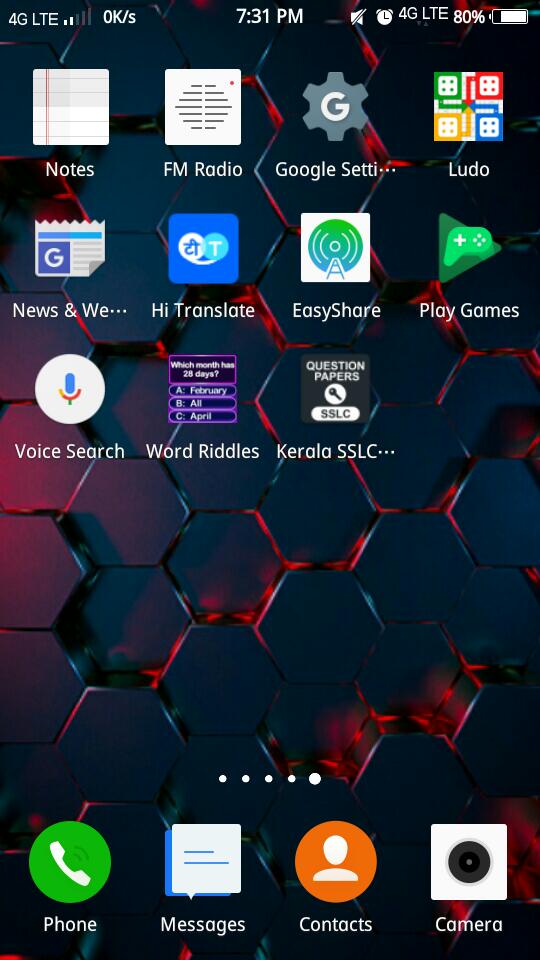 4G LTE 0K/s 7:31 PM 4G LTE 80%
Notes FM Radio Google Setti··· Ludo
G
News & We··· Hi Translate EasyShare Play Games
G टी T
Which month has
28 days?
A: February
B: All
C: April
QUESTION
PAPERS
SSLC
Voice Search Word Riddles Kerala SSLC···
Phone Messages Contacts Camera